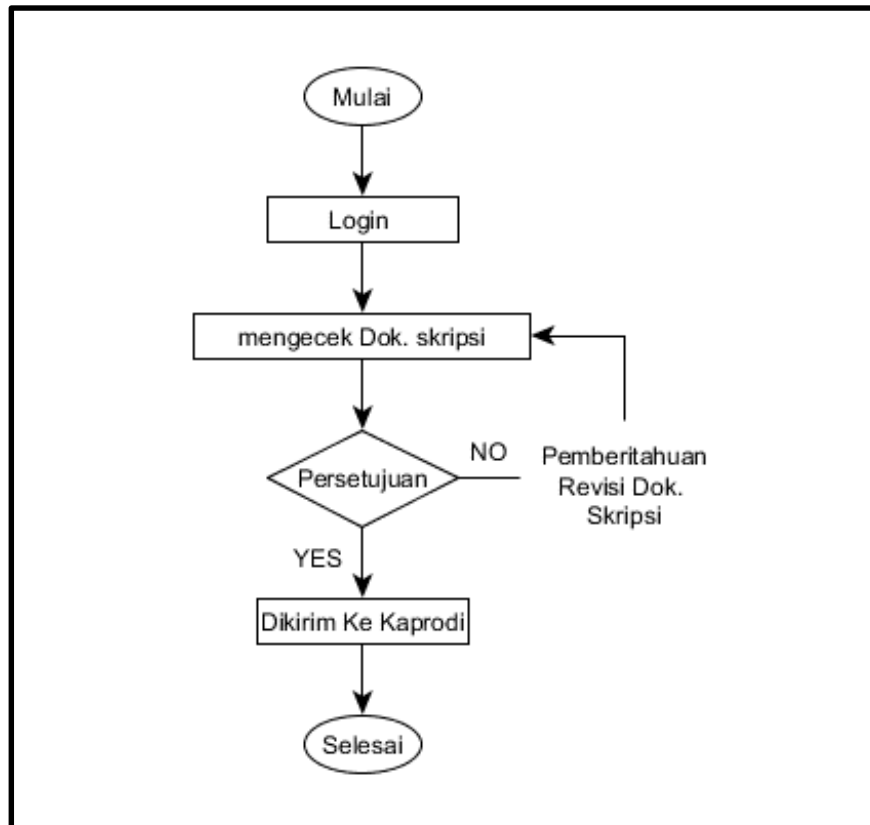 Mulai
Login
mengecek Dok. skripsi
Persetujuan
NO
Pemberitahuan
Revisi Dok.
Skripsi
YES
Dikirim Ke Kaprodi
Selesai